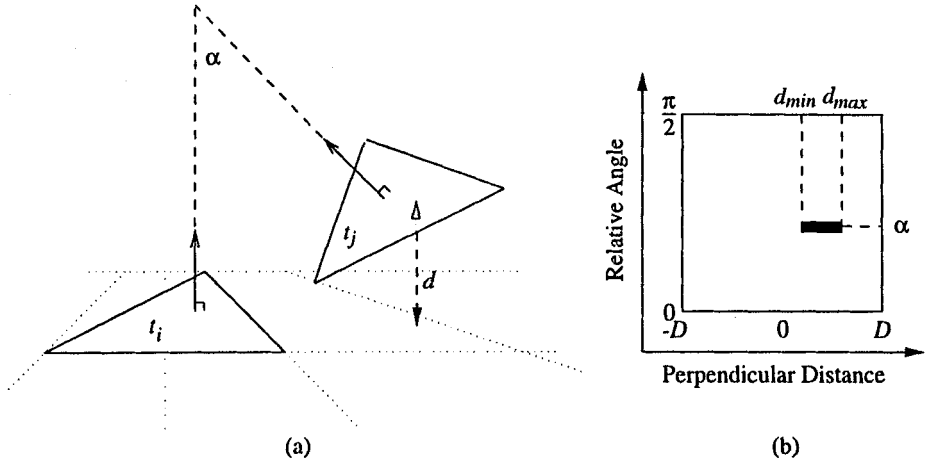 α
t_i
t_j
d
(a)
d_min d_max
π
2
α
0
-D 0 D
Relative Angle
Perpendicular Distance
(b)